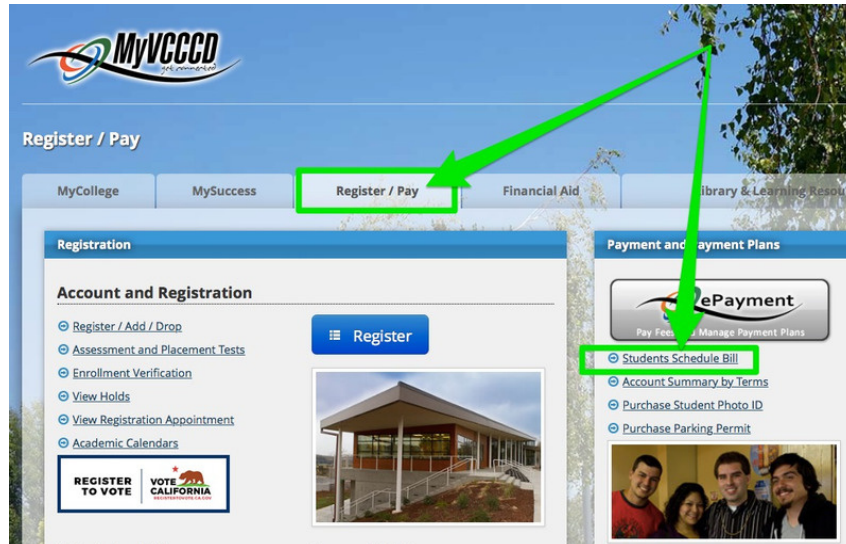 MyVCCCD
get connected
Register / Pay
MyCollege
MySuccess
Register / Pay
Financial Aid
Library & Learning Resou
Registration
Account and Registration
Register / Add / Drop
Assessment and Placement Tests
Enrollment Verification
View Holds
View Registration Appointment
Academic Calendars
Register
REGISTER
TO VOTE
VOTE
CALIFORNIA
REGISTERTOVOTE.CA.GOV
Payment and Payment Plans
ePayment
Pay Fees Manage Payment Plans
Students Schedule Bill
Account Summary by Terms
Purchase Student Photo ID
Purchase Parking Permit